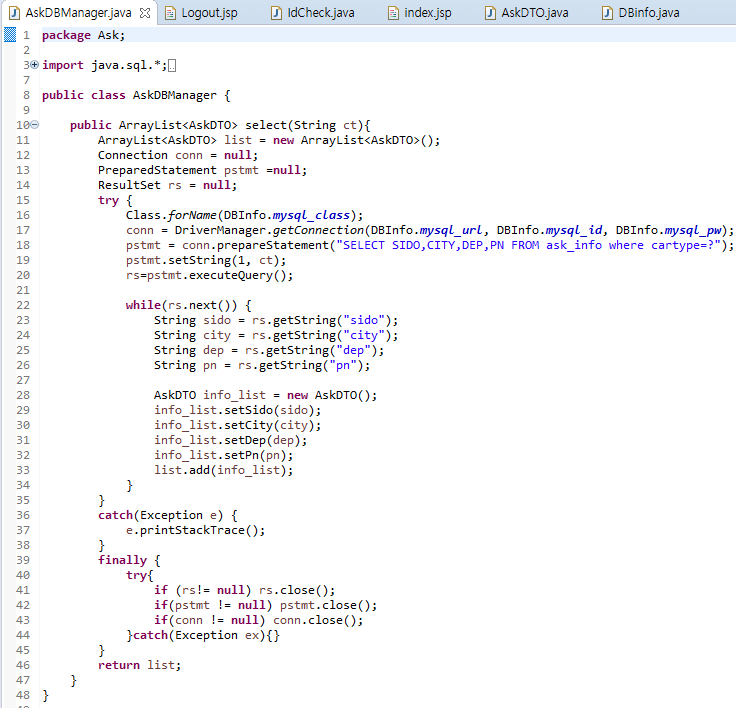 AskDBManager.java Logout.jsp IdCheck.java index.jsp AskDTO.java DBinfo.java
1 package Ask;
2
3 import java.sql.*;
7
8 public class AskDBManager {
9
10 public ArrayList<AskDTO> select(String ct){
11 ArrayList<AskDTO> list = new ArrayList<AskDTO>();
12 Connection conn = null;
13 PreparedStatement pstmt =null;
14 ResultSet rs = null;
15 try {
16 Class.forName(DBInfo.mysql_class);
17 conn = DriverManager.getConnection(DBInfo.mysql_url, DBInfo.mysql_id, DBInfo.mysql_pw);
18 pstmt = conn.prepareStatement("SELECT SIDO,CITY,DEP,PN FROM ask_info where cartype=?");
19 pstmt.setString(1, ct);
20 rs=pstmt.executeQuery();
21
22 while(rs.next()) {
23 String sido = rs.getString("sido");
24 String city = rs.getString("city");
25 String dep = rs.getString("dep");
26 String pn = rs.getString("pn");
27
28 AskDTO info_list = new AskDTO();
29 info_list.setSido(sido);
30 info_list.setCity(city);
31 info_list.setDep(dep);
32 info_list.setPn(pn);
33 list.add(info_list);
34 }
35 }
36 catch(Exception e) {
37 e.printStackTrace();
38 }
39 finally {
40 try{
41 if (rs!= null) rs.close();
42 if(pstmt != null) pstmt.close();
43 if(conn != null) conn.close();
44 }catch(Exception ex){}
45 }
46 return list;
47 }
48 }